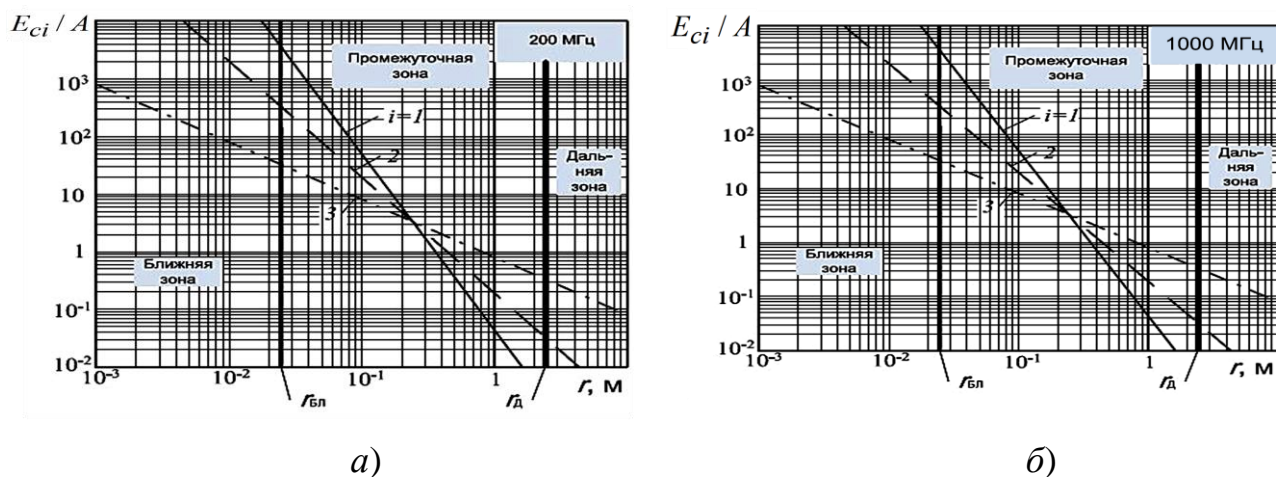 E_ci / A
200 МГц
Промежуточная
зона
10³
i=1
10²
2
Даль-
няя
зона
10
3
1
Ближняя
зона
10⁻¹
10⁻²
10⁻³
10⁻²
10⁻¹
1
r, м
r_БЛ
r_Д
а)
E_ci / A
1000 МГц
Промежуточная
зона
10³
i=1
10²
2
Даль-
няя
зона
10
3
1
Ближняя
зона
10⁻¹
10⁻²
10⁻³
10⁻²
10⁻¹
1
r, м
r_БЛ
r_Д
б)